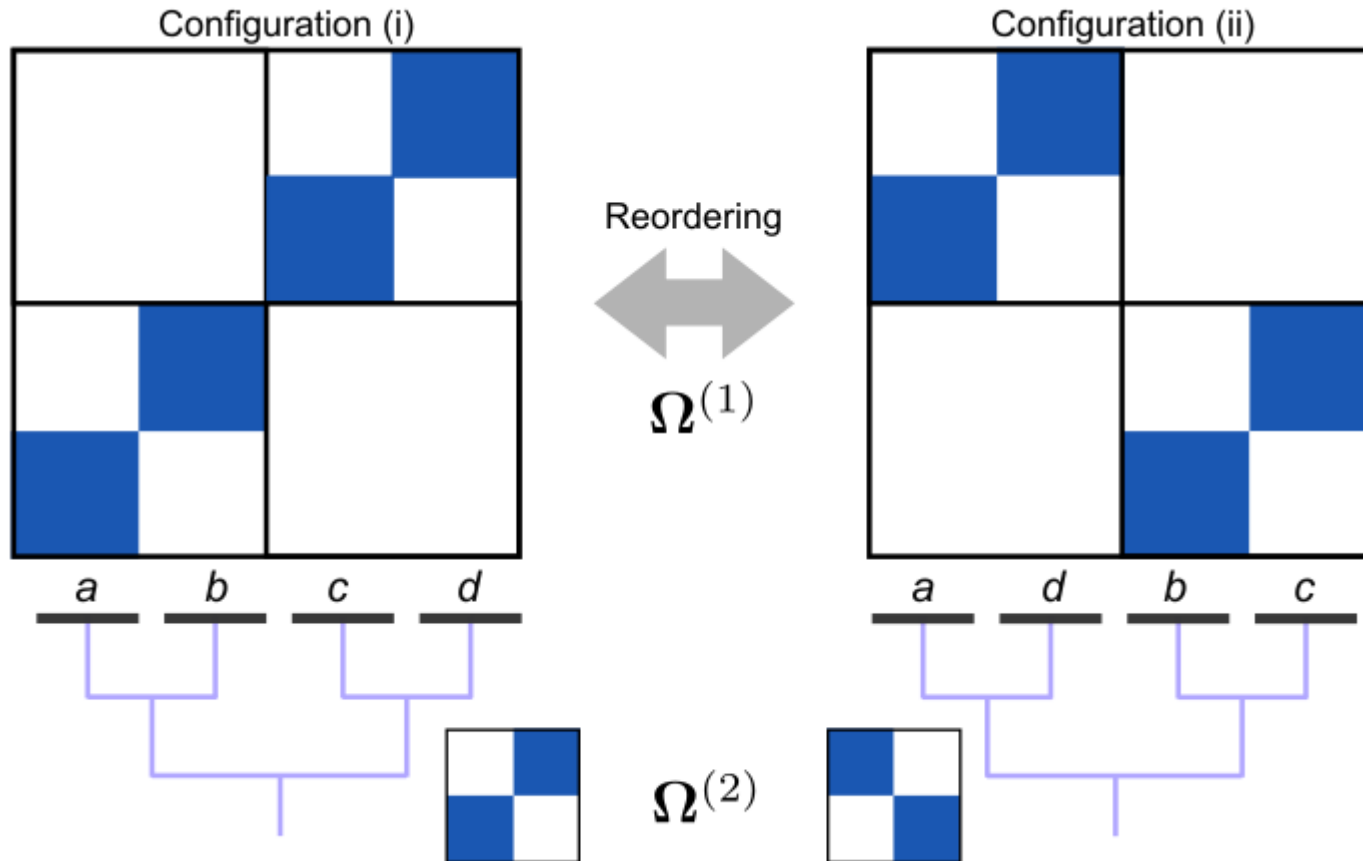 Configuration (i)
Configuration (ii)
Reordering
Ω(1)
a b c d
a d b c
Ω(2)